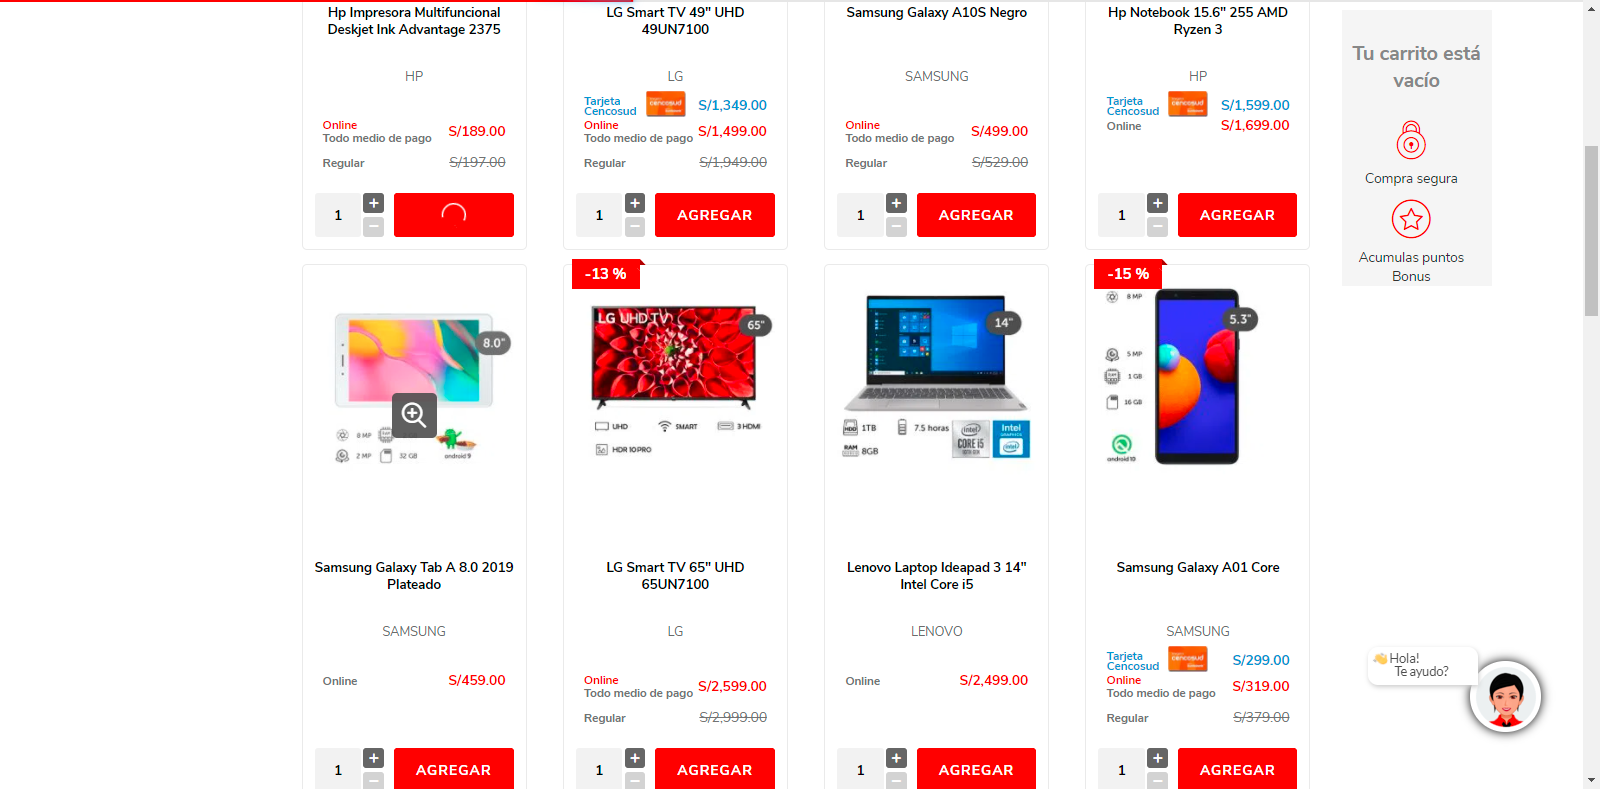 Hp Impresora Multifuncional
Deskjet Ink Advantage 2375
HP
Online
Todo medio de pago
S/189.00
Regular
S/197.00
1
+
−
LG Smart TV 49" UHD
49UN7100
LG
Tarjeta
Cencosud
cencosud
S/1,349.00
Online
Todo medio de pago
S/1,499.00
Regular
S/1,949.00
1
+
−
AGREGAR
Samsung Galaxy A10S Negro
SAMSUNG
Online
Todo medio de pago
S/499.00
Regular
S/529.00
1
+
−
AGREGAR
Hp Notebook 15.6" 255 AMD
Ryzen 3
HP
Tarjeta
Cencosud
cencosud
S/1,599.00
Online
S/1,699.00
1
+
−
AGREGAR
Tu carrito está
vacío
Compra segura
Acumulas puntos
Bonus
8.0"
8 MP
2 MP
32 GB
android 9
Samsung Galaxy Tab A 8.0 2019
Plateado
SAMSUNG
Online
S/459.00
1
+
−
AGREGAR
-13 %
LG UHD TV
65"
UHD
SMART
3 HDMI
HDR 10 PRO
LG Smart TV 65" UHD
65UN7100
LG
Online
Todo medio de pago
S/2,599.00
Regular
S/2,999.00
1
+
−
AGREGAR
14"
HDD
1TB
7.5 horas
RAM
8GB
intel
CORE i5
intel
GRAPHICS
intel
Lenovo Laptop Ideapad 3 14"
Intel Core i5
LENOVO
Online
S/2,499.00
1
+
−
AGREGAR
-15 %
8 MP
5.3"
5 MP
1 GB
16 GB
android 10
Samsung Galaxy A01 Core
SAMSUNG
Tarjeta
Cencosud
cencosud
S/299.00
Online
Todo medio de pago
S/319.00
Regular
S/379.00
1
+
−
AGREGAR
👋Hola!
Te ayudo?